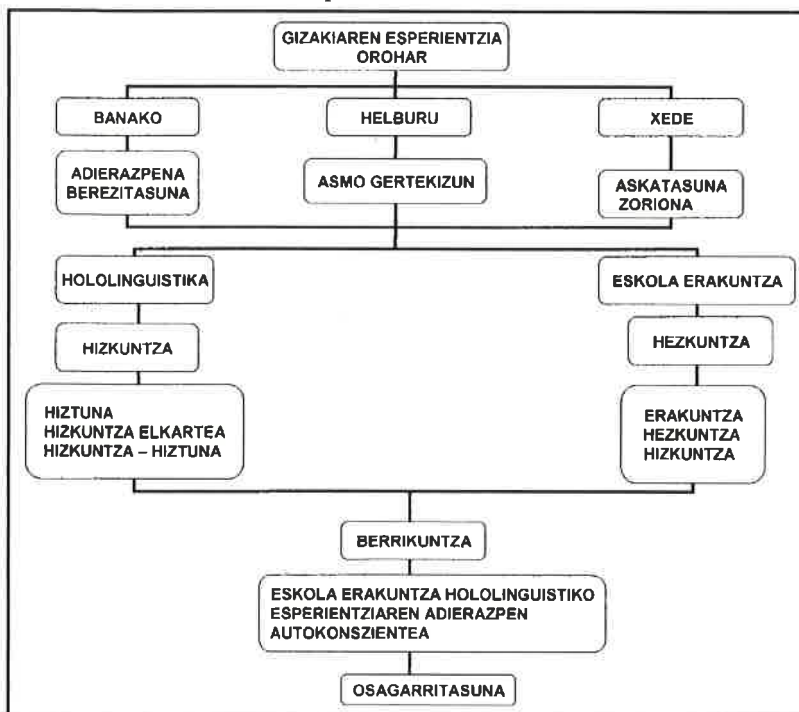 GIZAKIAREN ESPERIENTZIA
OROHAR
BANAKO
HELBURU
XEDE
ADIERAZPENA
BEREZITASUNA
ASMO GERTEKIZUN
ASKATASUNA
ZORIONA
HOLOLINGUISTIKA
ESKOLA ERAKUNTZA
HIZKUNTZA
HEZKUNTZA
HIZTUNA
HIZKUNTZA ELKARTEA
HIZKUNTZA – HIZTUNA
ERAKUNTZA
HEZKUNTZA
HIZKUNTZA
BERRIKUNTZA
ESKOLA ERAKUNTZA HOLOLINGUISTIKO
ESPERIENTZIAREN ADIERAZPEN
AUTOKONSZIENTEA
OSAGARRITASUNA